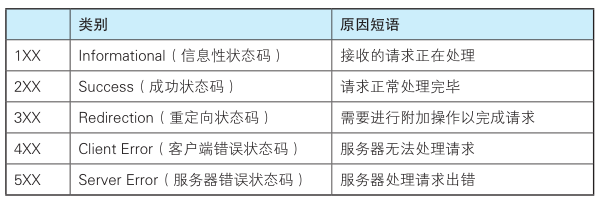 类别 原因短语
1XX Informational（信息性状态码） 接收的请求正在处理
2XX Success（成功状态码） 请求正常处理完毕
3XX Redirection（重定向状态码） 需要进行附加操作以完成请求
4XX Client Error（客户端错误状态码） 服务器无法处理请求
5XX Server Error（服务器错误状态码） 服务器处理请求出错